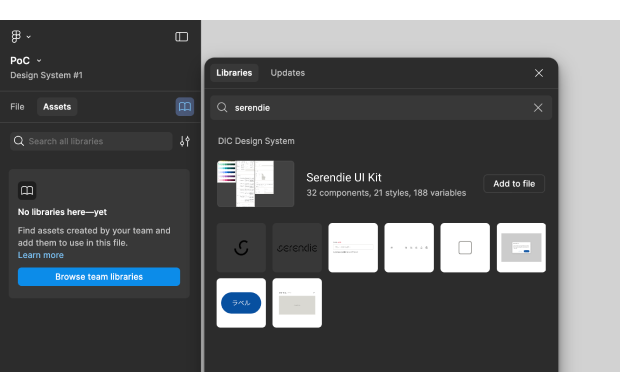 PoC
Design System #1
File Assets
Search all libraries
No libraries here—yet
Find assets created by your team and
add them to use in this file.
Learn more
Browse team libraries
Libraries Updates
serendie
DIC Design System
Serendie UI Kit
32 components, 21 styles, 188 variables
Add to file
serendie
ラベル